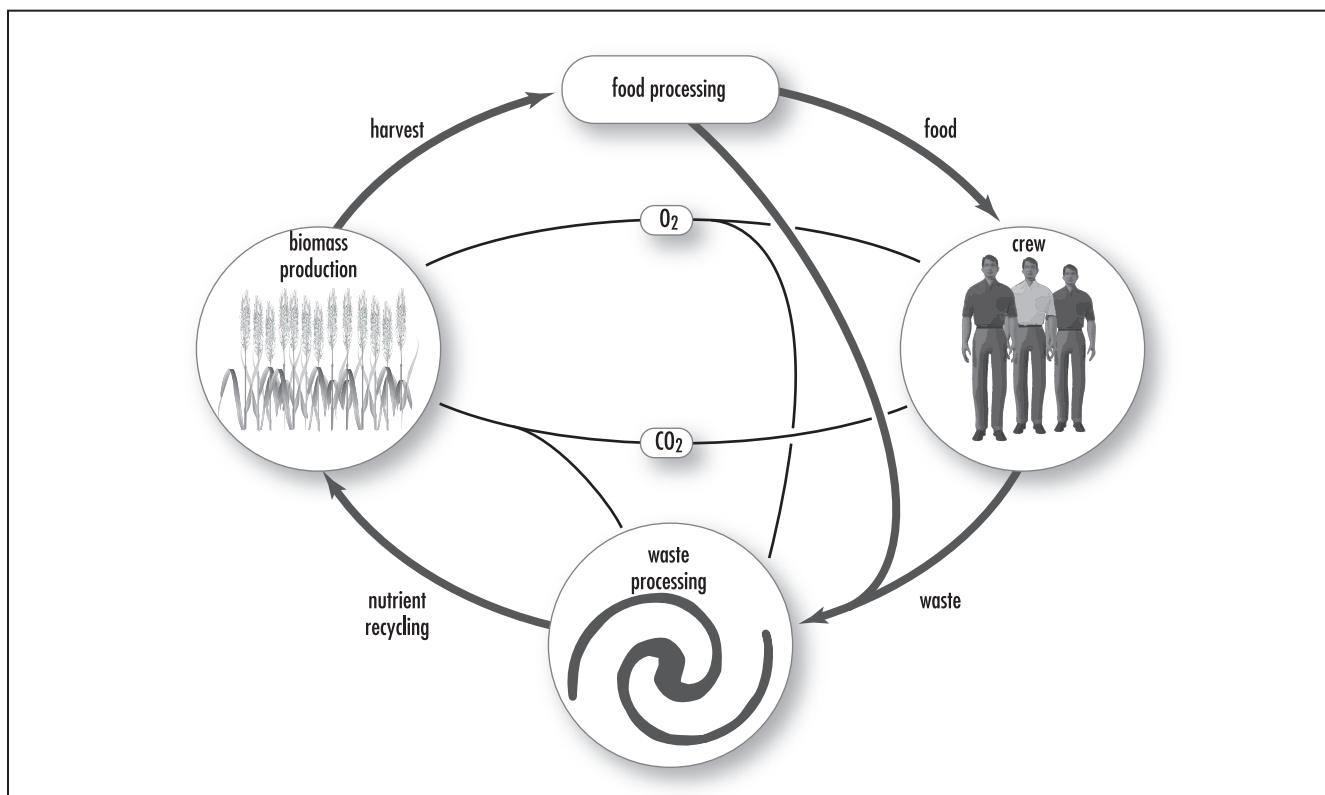 food processing
harvest
food
O₂
biomass
production
crew
CO₂
waste
processing
nutrient
recycling
waste